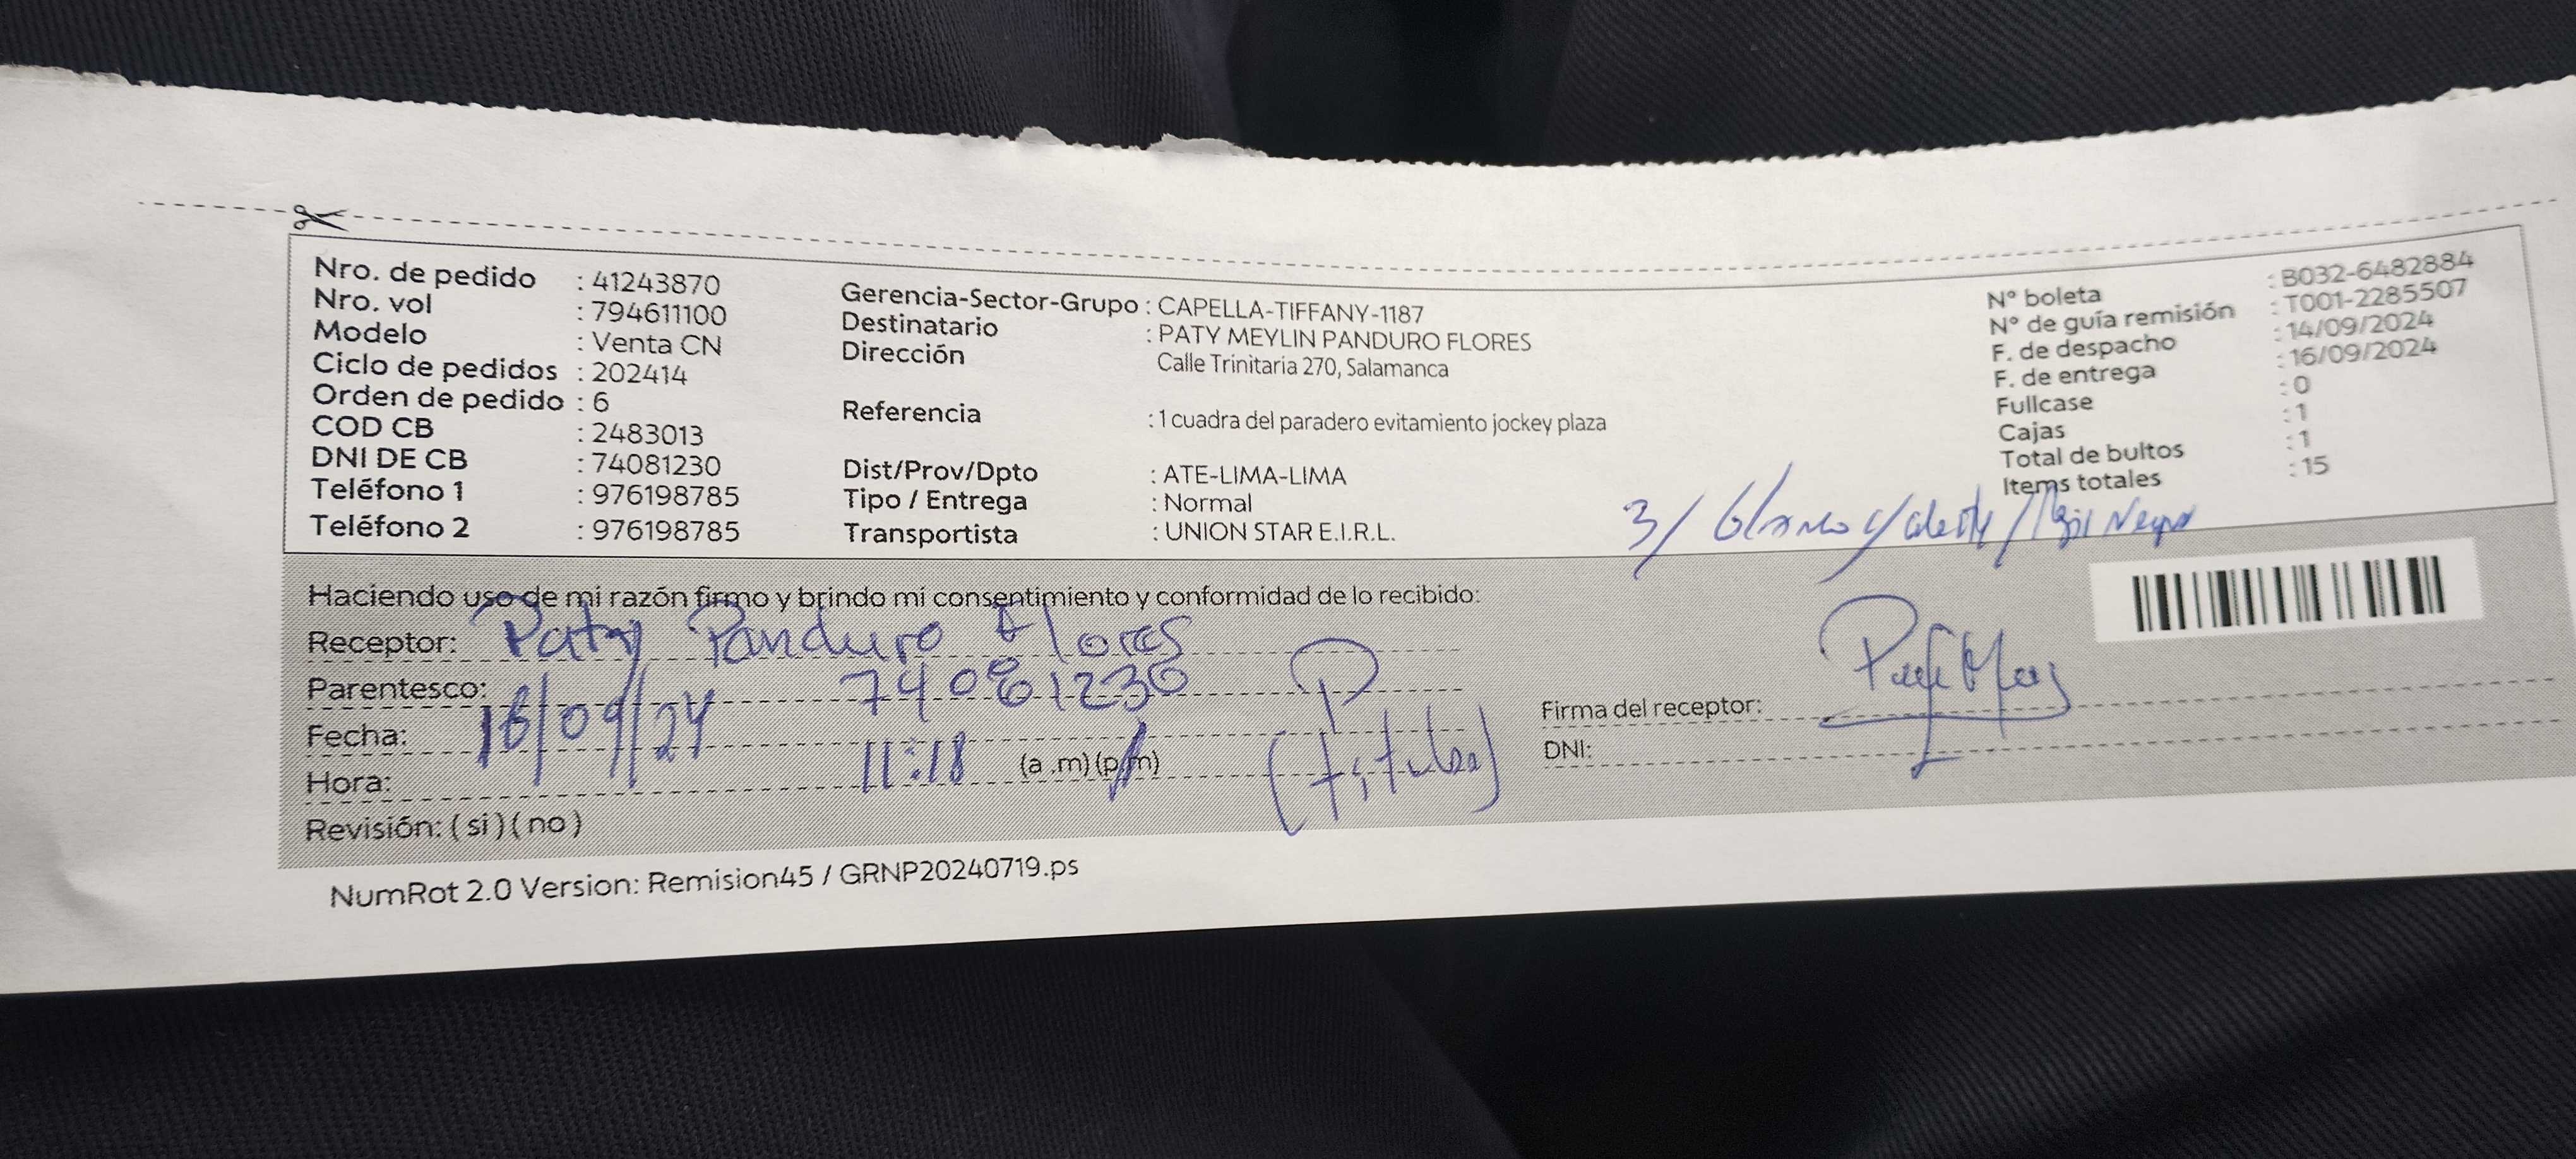 Nro. de pedido : 41243870
Nro. vol : 794611100
Modelo : Venta CN
Ciclo de pedidos : 202414
Orden de pedido : 6
COD CB : 2483013
DNI DE CB : 74081230
Teléfono 1 : 976198785
Teléfono 2 : 976198785
Gerencia-Sector-Grupo : CAPELLA-TIFFANY-1187
Destinatario : PATY MEYLIN PANDURO FLORES
Dirección Calle Trinitaria 270, Salamanca
Referencia : 1 cuadra del paradero evitamiento jockey plaza
Dist/Prov/Dpto : ATE-LIMA-LIMA
Tipo / Entrega : Normal
Transportista : UNION STAR E.I.R.L.
N° boleta : B032-6482884
N° de guía remisión : T001-2285507
F. de despacho : 14/09/2024
F. de entrega : 16/09/2024
Fullcase : 0
Cajas : 1
Total de bultos : 1
Items totales : 15
3/ blanco
Haciendo uso de mi razón firmo y brindo mi consentimiento y conformidad de lo recibido:
Receptor: Paty Panduro Flores
Parentesco: 74081230 P
Fecha: 16/09/24
Hora: 11:18 (a .m) (p.m) (titular)
Revisión: ( si ) ( no )
Firma del receptor:
DNI:
NumRot 2.0 Version: Remision45 / GRNP20240719.ps